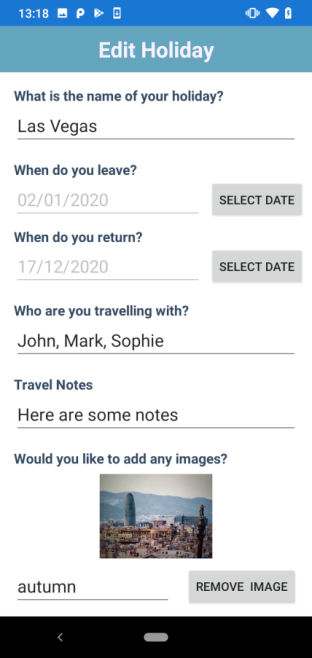 13:18
Edit Holiday
What is the name of your holiday?
Las Vegas
When do you leave?
02/01/2020 SELECT DATE
When do you return?
17/12/2020 SELECT DATE
Who are you travelling with?
John, Mark, Sophie
Travel Notes
Here are some notes
Would you like to add any images?
autumn REMOVE IMAGE